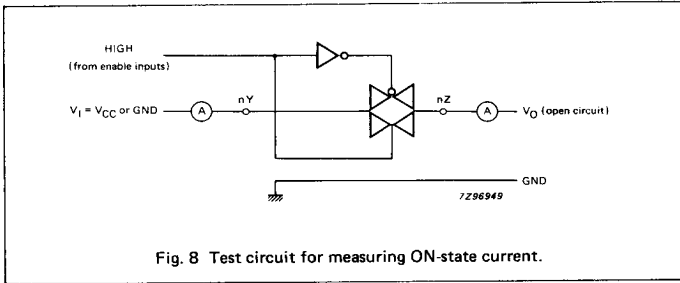 HIGH
(from enable inputs)
V_I = V_CC or GND
A
nY
nZ
A
V_O (open circuit)
GND
7Z96949
Fig. 8 Test circuit for measuring ON-state current.